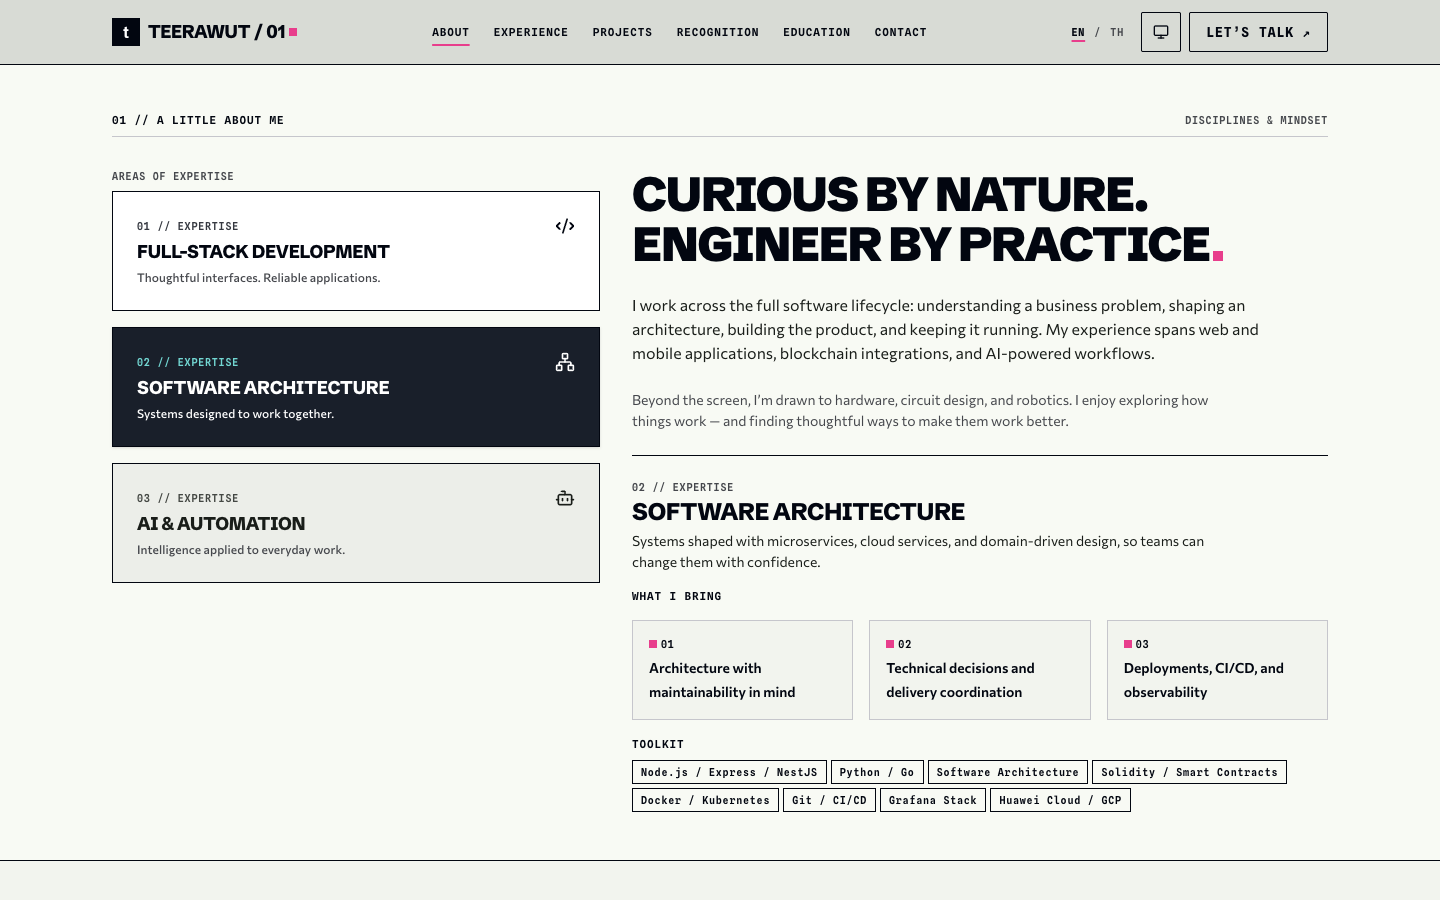 t TEERAWUT / 01
ABOUT EXPERIENCE PROJECTS RECOGNITION EDUCATION CONTACT
EN / TH
LET’S TALK ↗
01 // A LITTLE ABOUT ME
DISCIPLINES & MINDSET
AREAS OF EXPERTISE
01 // EXPERTISE
FULL-STACK DEVELOPMENT
Thoughtful interfaces. Reliable applications.
02 // EXPERTISE
SOFTWARE ARCHITECTURE
Systems designed to work together.
03 // EXPERTISE
AI & AUTOMATION
Intelligence applied to everyday work.
CURIOUS BY NATURE.
ENGINEER BY PRACTICE.
I work across the full software lifecycle: understanding a business problem, shaping an
architecture, building the product, and keeping it running. My experience spans web and
mobile applications, blockchain integrations, and AI-powered workflows.
Beyond the screen, I’m drawn to hardware, circuit design, and robotics. I enjoy exploring how
things work — and finding thoughtful ways to make them work better.
02 // EXPERTISE
SOFTWARE ARCHITECTURE
Systems shaped with microservices, cloud services, and domain-driven design, so teams can
change them with confidence.
WHAT I BRING
01
Architecture with
maintainability in mind
02
Technical decisions and
delivery coordination
03
Deployments, CI/CD, and
observability
TOOLKIT
Node.js / Express / NestJS
Python / Go
Software Architecture
Solidity / Smart Contracts
Docker / Kubernetes
Git / CI/CD
Grafana Stack
Huawei Cloud / GCP